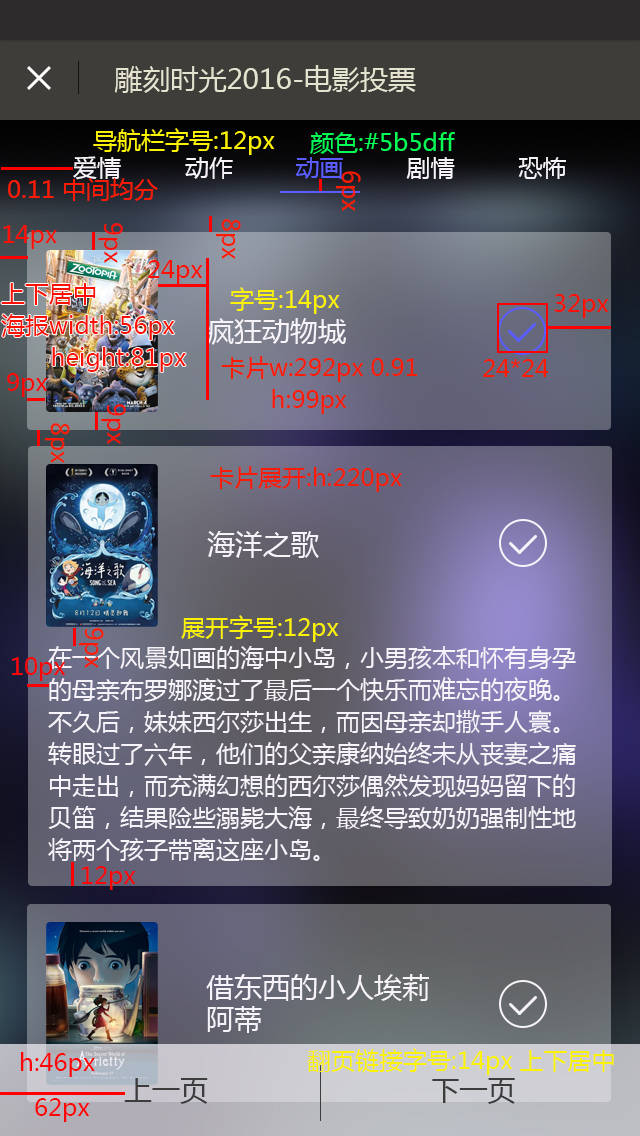 雕刻时光2016-电影投票
导航栏字号:12px
颜色:#5b5dff
爱情 动作 动画 剧情 恐怖
0.11 中间均分
9px
14px
9px
8px
ZOOTOPIA
24px
上下居中
字号:14px
32px
海报width:56px
疯狂动物城
height:81px
卡片w:292px 0.91
24*24
9px
h:99px
MARCH 4
9px
8px
卡片展开:h:220px
海洋之歌
海洋之歌
SONG OF THE SEA
展开字号:12px
9px
10px
在一个风景如画的海中小岛，小男孩本和怀有身孕
的母亲布罗娜渡过了最后一个快乐而难忘的夜晚。
不久后，妹妹西尔莎出生，而因母亲却撒手人寰。
转眼过了六年，他们的父亲康纳始终未从丧妻之痛
中走出，而充满幻想的西尔莎偶然发现妈妈留下的
贝笛，结果险些溺毙大海，最终导致奶奶强制性地
将两个孩子带离这座小岛。
12px
借东西的小人埃莉
阿蒂
h:46px
翻页链接字号:14px 上下居中
上一页 下一页
62px